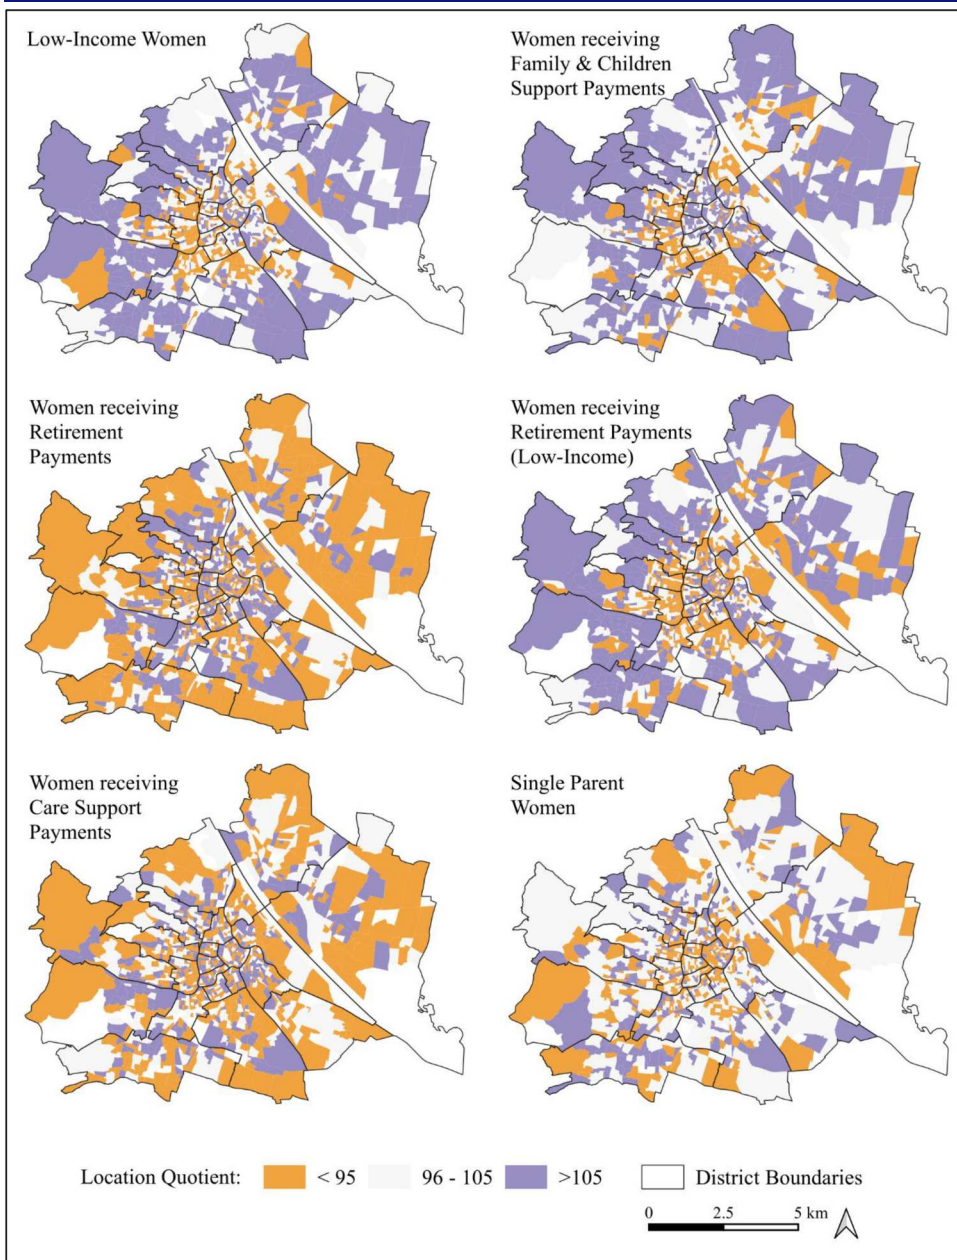 Low-Income Women
Women receiving
Family & Children
Support Payments
Women receiving
Retirement
Payments
Women receiving
Retirement Payments
(Low-Income)
Women receiving
Care Support
Payments
Single Parent
Women
Location Quotient: < 95 96 - 105 >105 District Boundaries
0 2.5 5 km